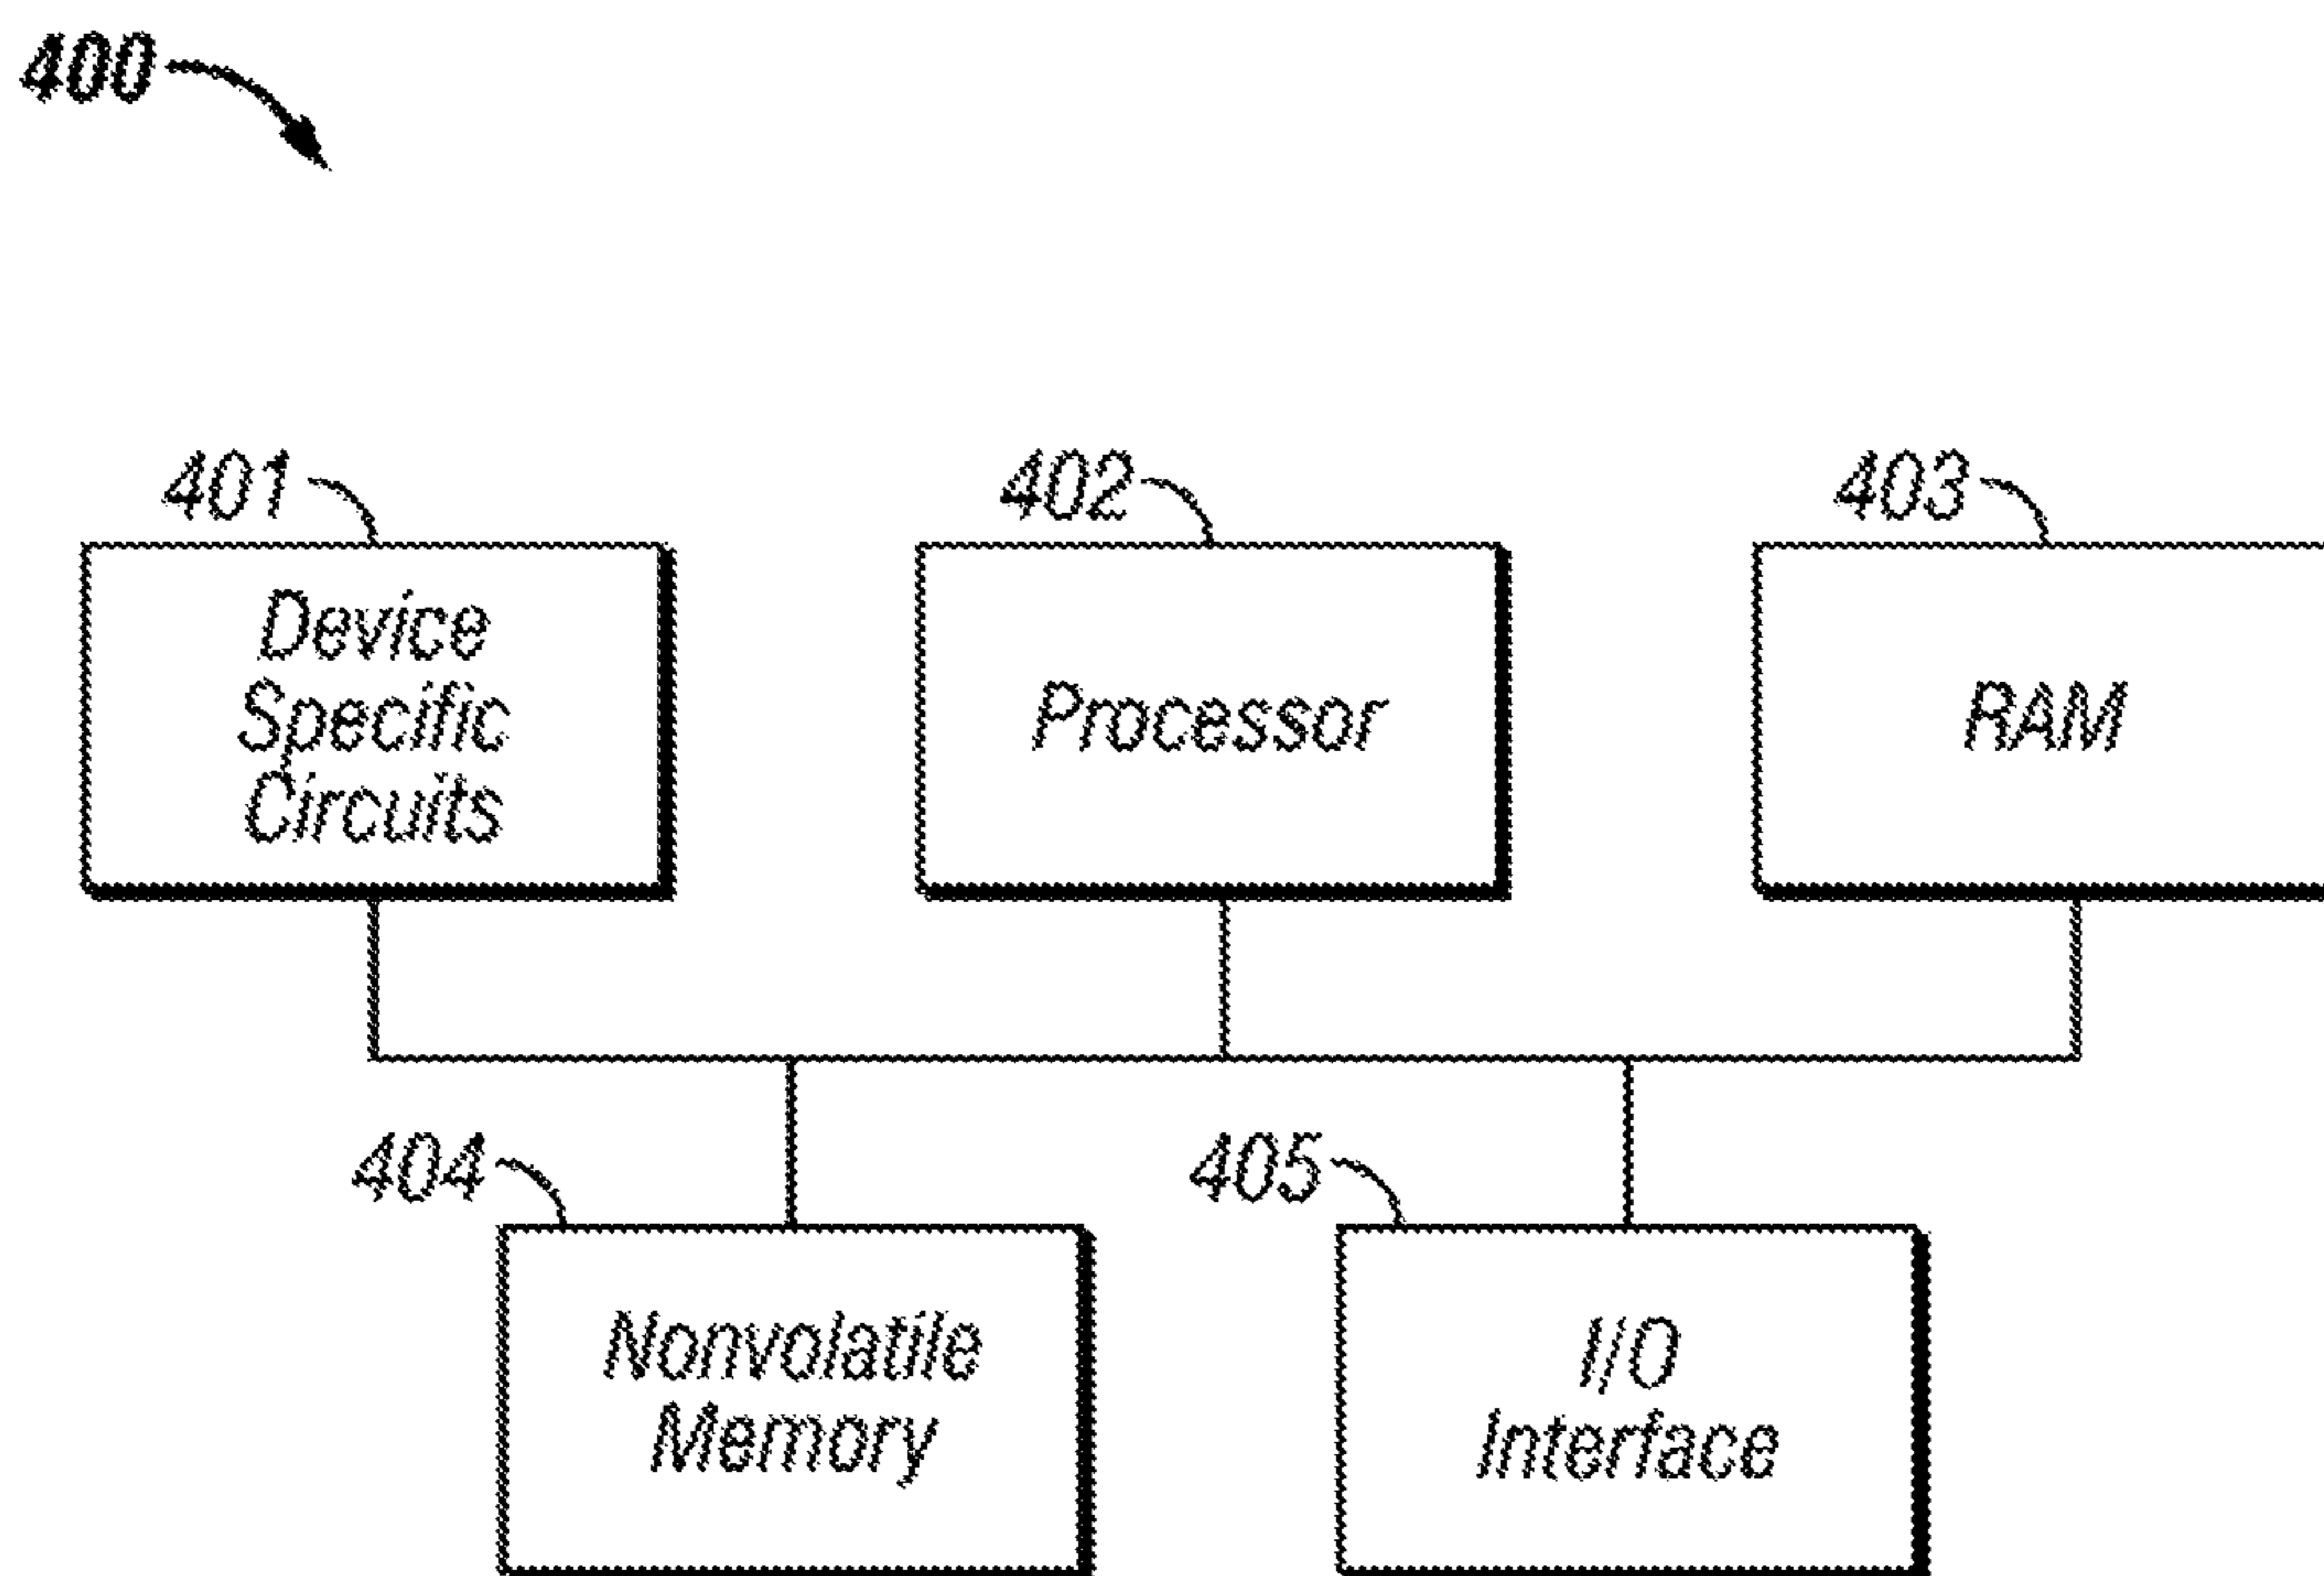 400
401
402
403
Device
Specific
Circuits
Processor
RAM
404
405
Nonvolatile
Memory
I/O
Interface